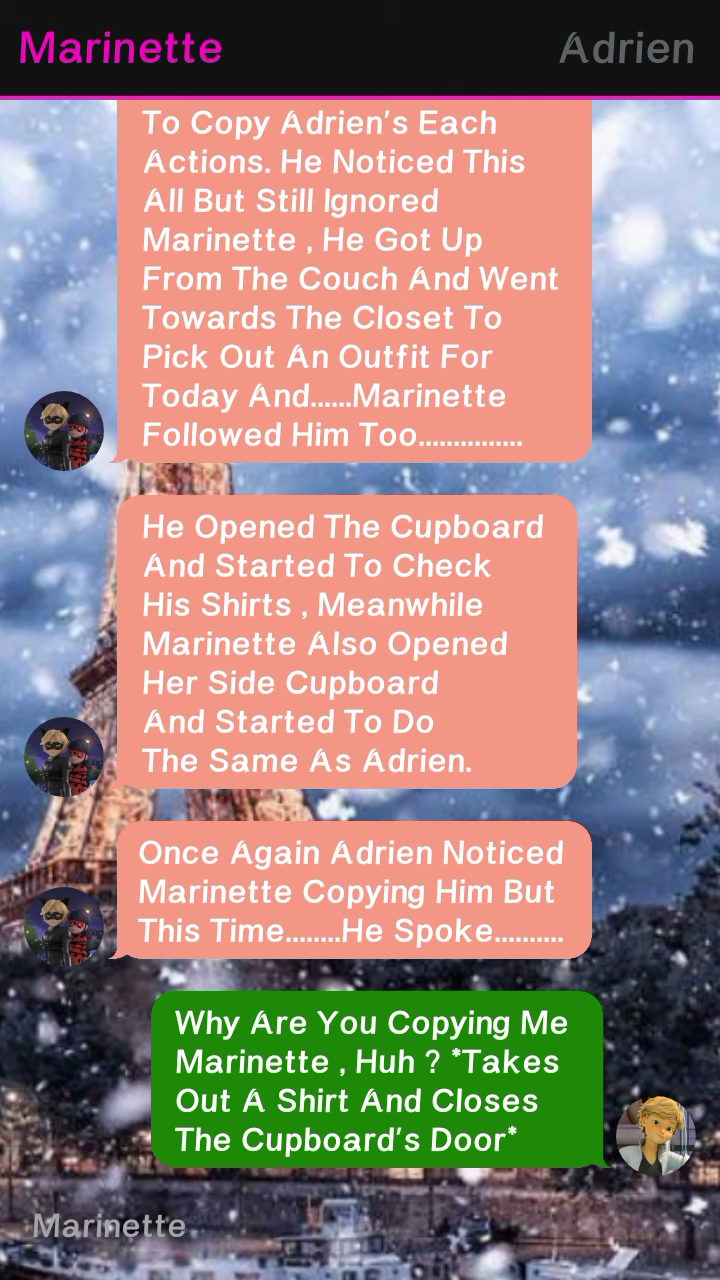 Marinette
Adrien
To Copy Adrien's Each
Actions. He Noticed This
All But Still Ignored
Marinette , He Got Up
From The Couch And Went
Towards The Closet To
Pick Out An Outfit For
Today And......Marinette
Followed Him Too...............
He Opened The Cupboard
And Started To Check
His Shirts , Meanwhile
Marinette Also Opened
Her Side Cupboard
And Started To Do
The Same As Adrien.
Once Again Adrien Noticed
Marinette Copying Him But
This Time........He Spoke..........
Why Are You Copying Me
Marinette , Huh ? *Takes
Out A Shirt And Closes
The Cupboard's Door*
Marinette